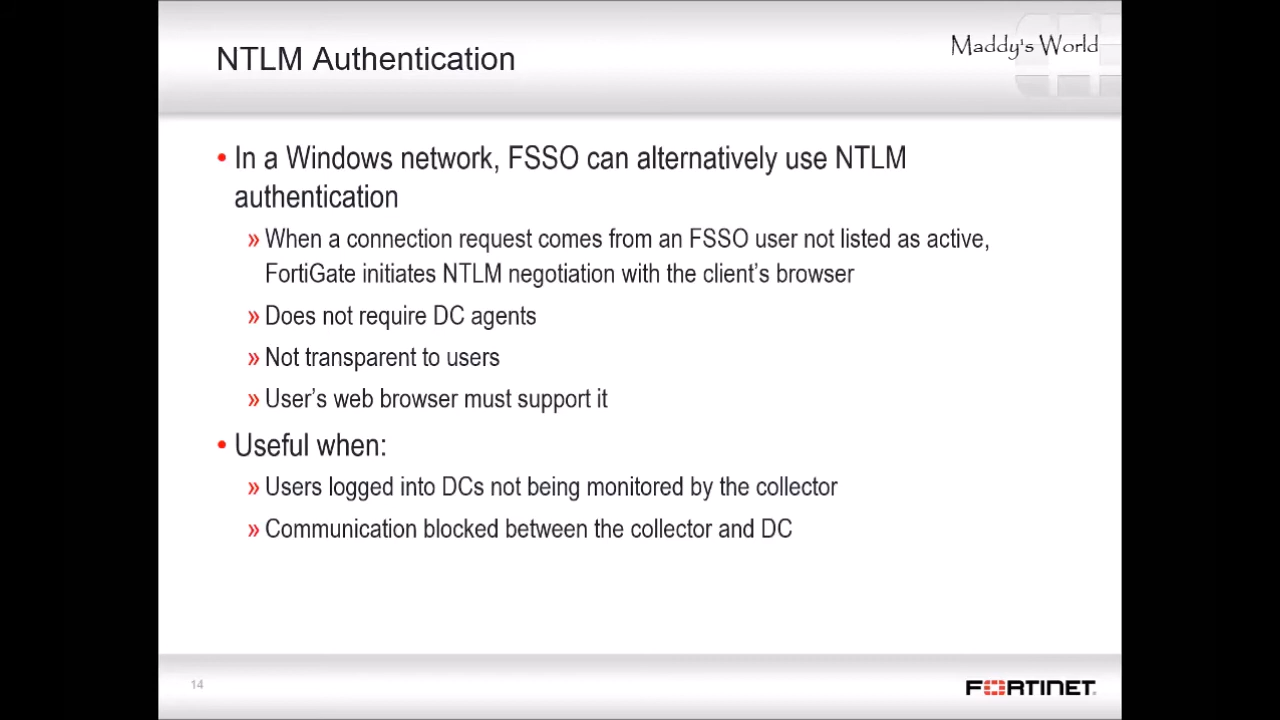 NTLM Authentication
Maddy's World
• In a Windows network, FSSO can alternatively use NTLM
authentication
» When a connection request comes from an FSSO user not listed as active,
FortiGate initiates NTLM negotiation with the client's browser
» Does not require DC agents
» Not transparent to users
» User's web browser must support it
• Useful when:
» Users logged into DCs not being monitored by the collector
» Communication blocked between the collector and DC
14
FORTINET